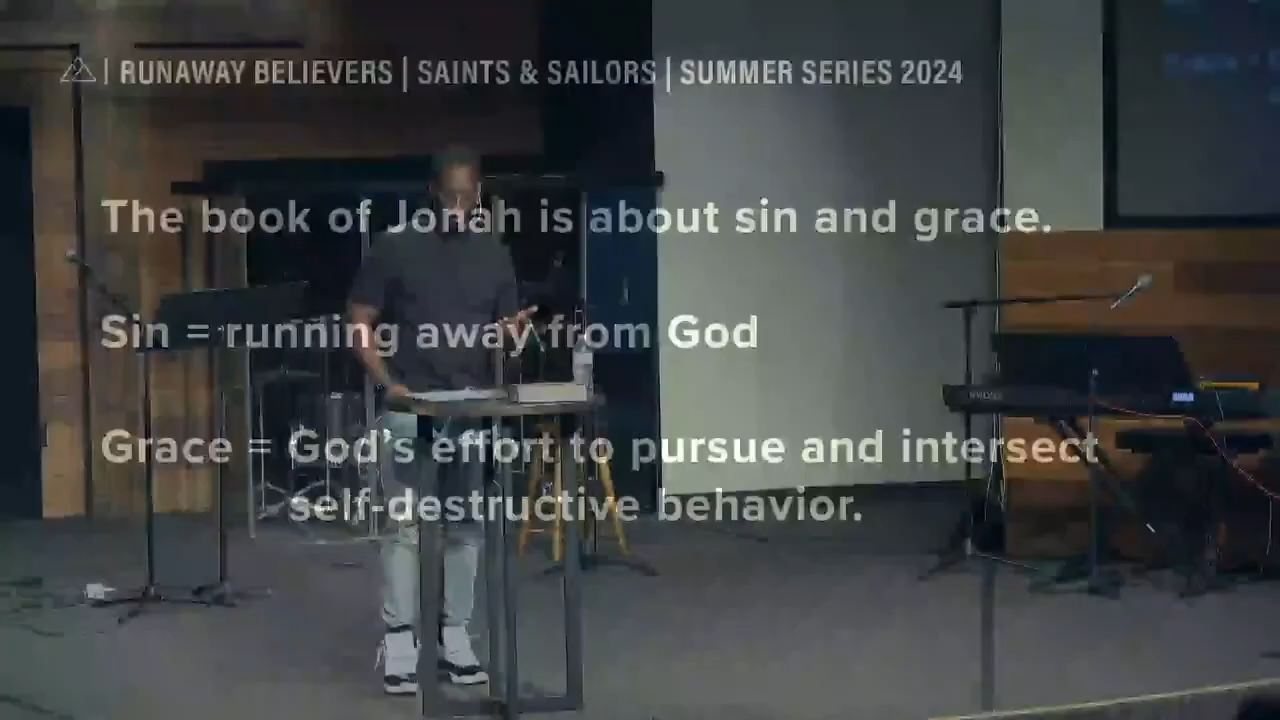 | RUNAWAY BELIEVERS | SAINTS & SAILORS | SUMMER SERIES 2024
The book of Jonah is about sin and grace.
Sin = running away from God
Grace = God's effort to pursue and intersect
self-destructive behavior.